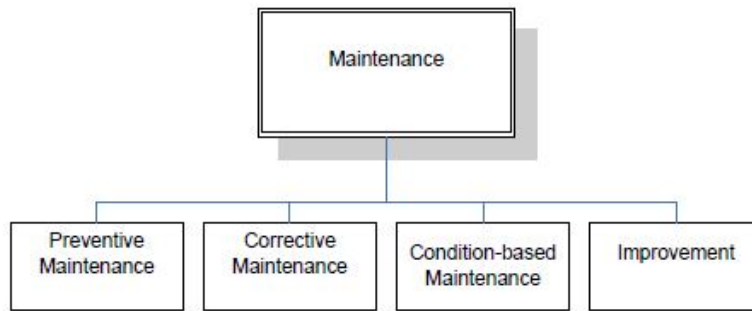 Maintenance
Preventive
Maintenance
Corrective
Maintenance
Condition-based
Maintenance
Improvement